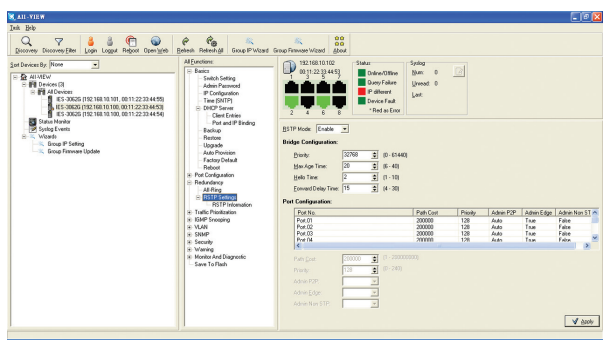 All-VIEW
Task Help
Discovery Discovery Filter Login Logout Reboot Open Web Refresh Refresh All Group IP Wizard Group Firmware Wizard About
Sort Devices By: None
All-VIEW
Devices (3)
All Devices
IES-3062G (192.168.10.101, 00:11:22:33:44:55)
IES-3062G (192.168.10.100, 00:11:22:33:44:53)
IES-3062G (192.168.10.102, 00:11:22:33:44:54)
Status Monitor
Syslog Events
Wizards
Group IP Setting
Group Firmware Update
All Functions:
Basics
Switch Setting
Admin Password
IP Configuration
Time (SNTP)
DHCP Server
Client Entries
Port and IP Binding
Backup
Restore
Upgrade
Auto Provision
Factory Default
Reboot
Port Configuration
Redundancy
All-Ring
RSTP Settings
RSTP Information
Traffic Prioritization
IGMP Snooping
VLAN
SNMP
Security
Warning
Monitor And Diagnostic
Save To Flash
192.168.10.102
00:11:22:33:44:53
1 3 5 7
2 4 6 8
Status
Online/Offline
Query Failure
IP different
Device Fault
* Red as Error
Syslog
Num: 0
Unread: 0
Last:
RSTP Mode: Enable
Bridge Configuration:
Priority: 32768 (0 - 61440)
Max Age Time: 20 (6 - 40)
Hello Time: 2 (1 - 10)
Forward Delay Time: 15 (4 - 30)
Port Configuration:
Port No. Path Cost Priority Admin P2P Admin Edge Admin Non ST
Port.01 200000 128 Auto True False
Port.02 200000 128 Auto True False
Port.03 200000 128 Auto True False
Port.04 200000 128 Auto True False
Path Cost: 200000 (1 - 200000000)
Priority: 128 (0 - 240)
Admin P2P:
Admin Edge:
Admin Non STP:
Apply